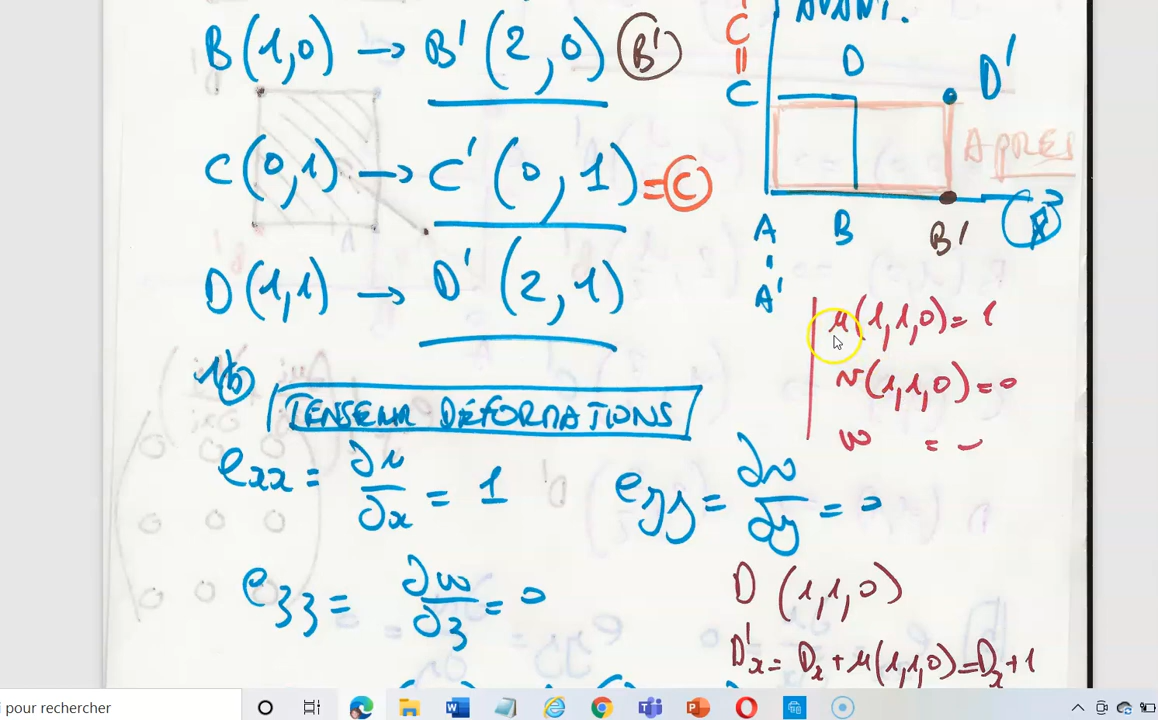 AVANT.
B(1,0) → B'(2,0) B'
C
=
C
D
D'
C(0,1) → C'(0,1) = C
APRES
A B B' x
A'
D(1,1) → D'(2,1)
u(1,1,0) = 1
v(1,1,0) = 0
w = -
1/b
TENSEUR DÉFORMATIONS
exx = ∂u/∂x = 1 eyy = ∂v/∂y = 0
ezz = ∂w/∂z = 0
D (1,1,0)
D'x = Dx + u(1,1,0) = Dx + 1
pour rechercher